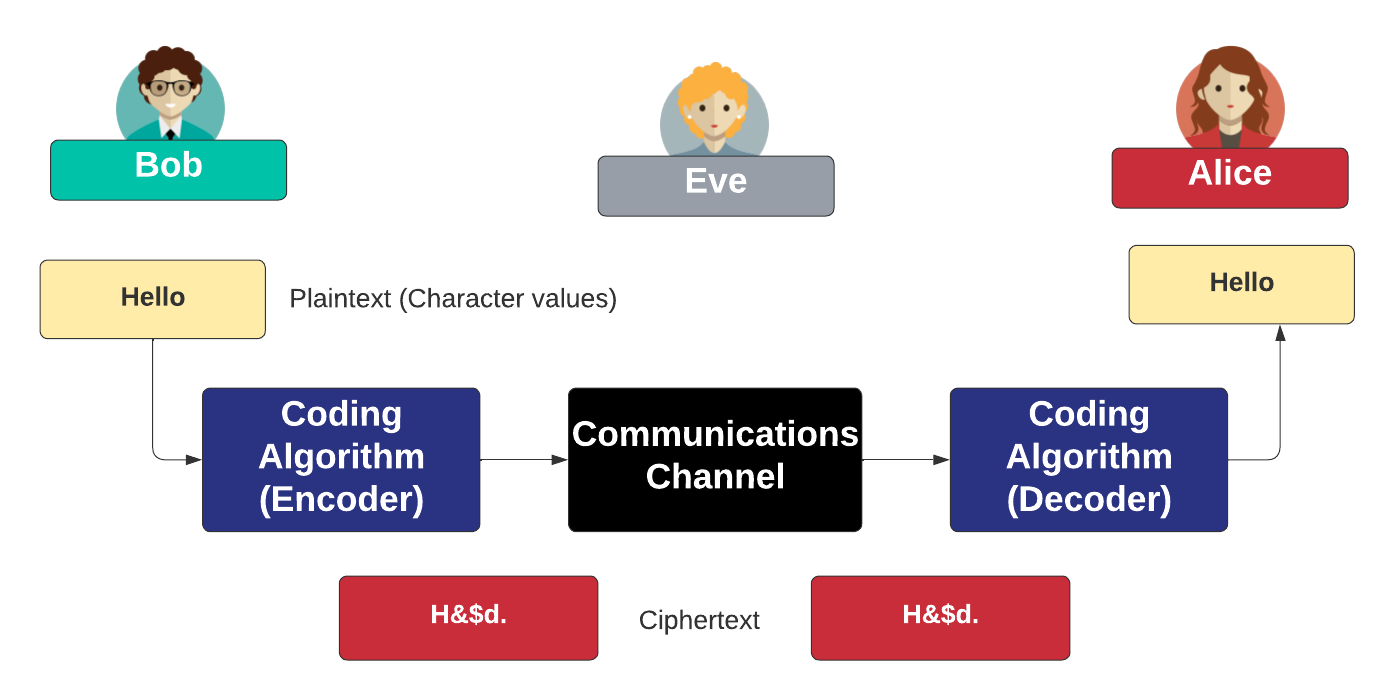 Bob
Eve
Alice
Hello
Plaintext (Character values)
Hello
Coding
Algorithm
(Encoder)
Communications
Channel
Coding
Algorithm
(Decoder)
H&$d.
Ciphertext
H&$d.